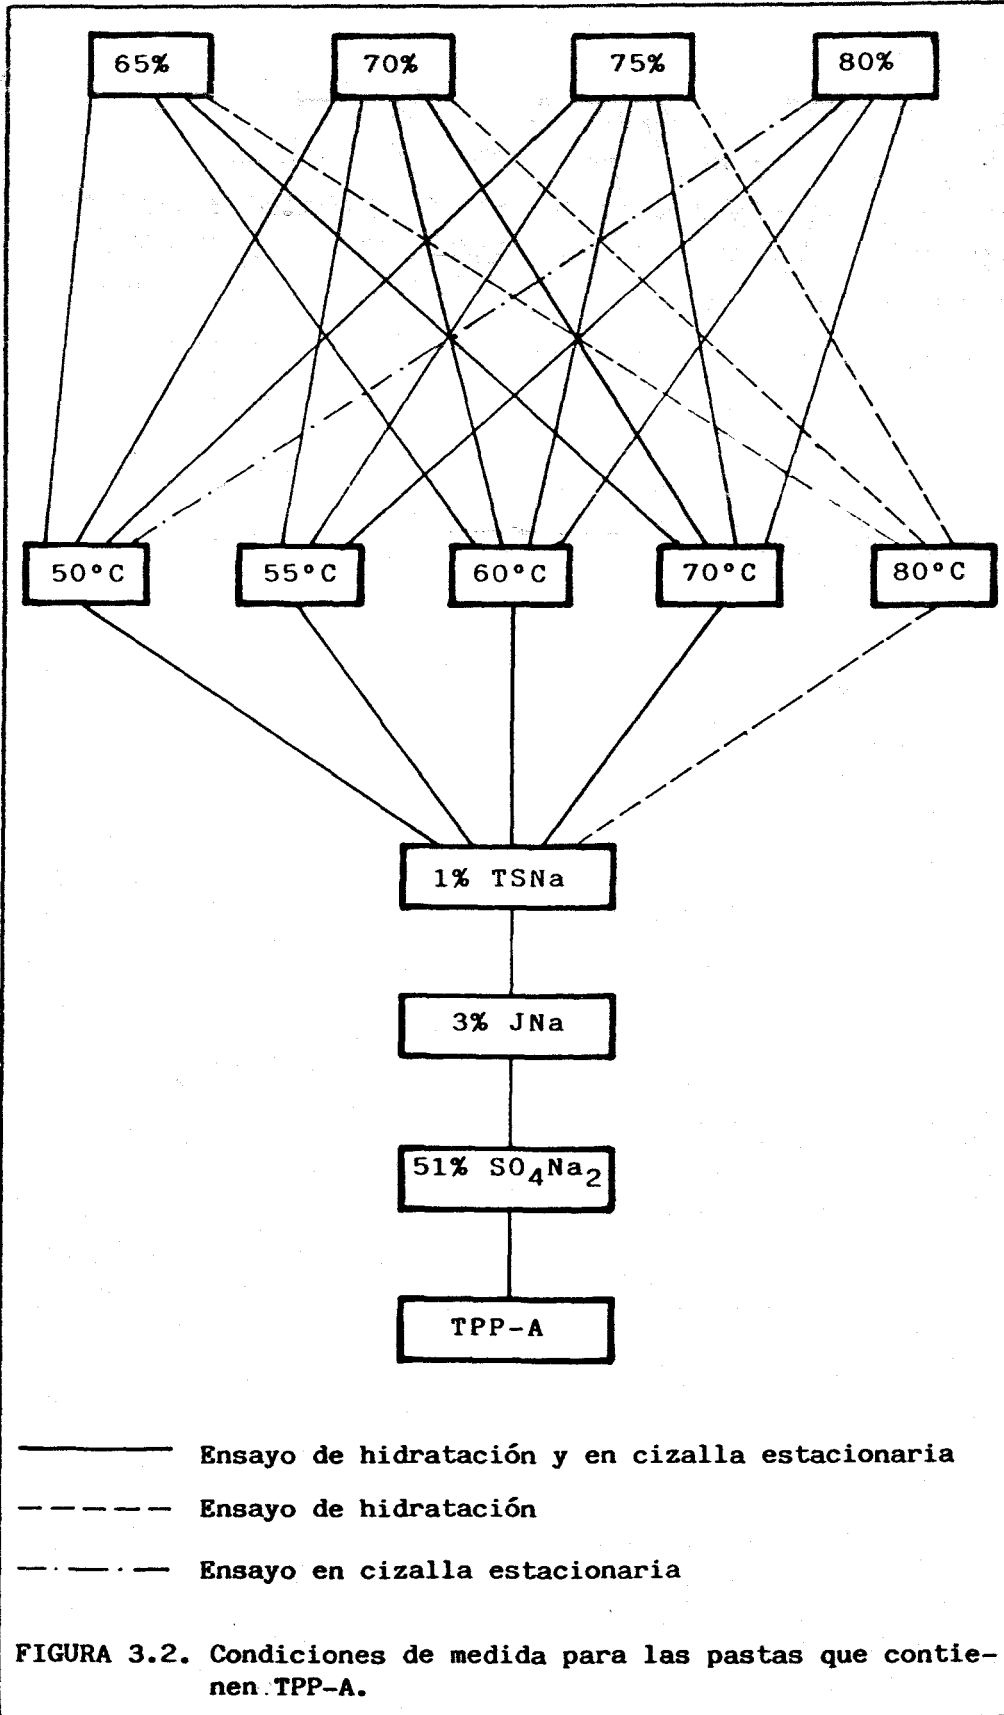 65% 70% 75% 80%
50°C 55°C 60°C 70°C 80°C
1% TSNa
3% JNa
51% SO4Na2
TPP-A
Ensayo de hidratación y en cizalla estacionaria
Ensayo de hidratación
Ensayo en cizalla estacionaria
FIGURA 3.2. Condiciones de medida para las pastas que contie-
nen TPP-A.